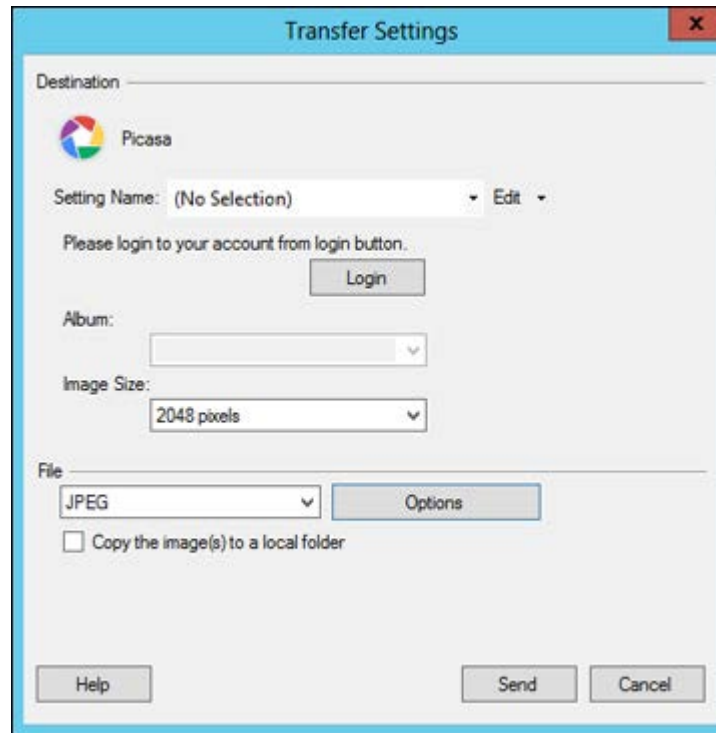 Transfer Settings
x
Destination
Picasa
Setting Name: (No Selection) Edit
Please login to your account from login button.
Login
Album:
Image Size:
2048 pixels
File
JPEG Options
Copy the image(s) to a local folder
Help Send Cancel